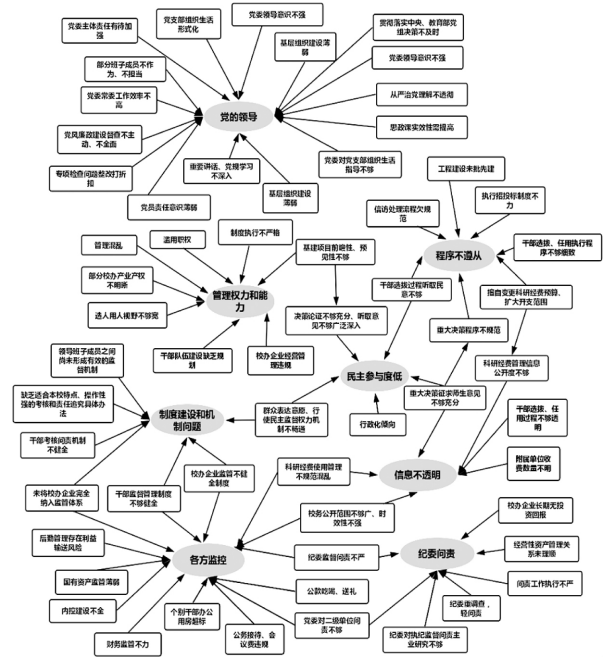 党委领导意识不强
党支部组织生活
形式化
党委主体责任有待加
强
贯彻落实中央、教育部党
组决策不及时
基层组织建设薄
弱
党委领导意识不强
部分班子成员不作
为、不担当
从严治党理解不透彻
党委常委工作效率不
高
党的领导
思政课实效性需提高
党风廉政建设督查不主
动、不全面
党委对党支部组织生活
指导不够
重要讲话、党规学习
不深入
专项检查问题整改打折
扣
基层组织建设
薄弱
党员责任意识薄弱
工程建设未批先建
执行招投标制度不
力
信访处理流程欠规
范
制度执行不严格
滥用职权
管理混乱
基建项目前瞻性、预
见性不够
程序不遵从
干部选拔、任用执行程
序不够细致
部分校办产业产权
不明晰
管理权力和能
力
干部选拔过程听取民
意不够
擅自变更科研经费预算、
扩大开支范围
选人用人视野不够宽
决策论证不够充分、听取意
见不够广泛深入
重大决策程序不规范
干部队伍建设缺乏规
划
校办企业经营管
理违规
领导班子成员之间
尚未形成有效的监
督机制
科研经费管理信息
公开度不够
民主参与度低
缺乏适合本校特点、操作性
强的考核和责任追究具体办
法
制度建设和机
制问题
群众表达意愿、行
使民主监督权力机
制不畅通
重大决策征求师生意见
不够充分
干部选拔、任
用过程不够透
明
行政化倾向
干部考核问责机制
不健全
附属单位收
费数量不明
校办企业监管不健
全制度
科研经费使用管理
不规范混乱
信息不透明
未将校办企业完全
纳入监管体系
干部监督管理制度
不够健全
校务公开范围不够广、时
效性不强
校办企业长期无投
资回报
后勤管理存在利益
输送风险
各方监控
纪委监督问责不严
纪委问责
经营性资产管理关
系未理顺
国有资产监管薄弱
公款吃喝、送礼
问责工作执行不严
内控建设不全
个别干部办公
用房超标
纪委重调查，
轻问责
党委对二级单位问
责不够
财务监管不力
公务接待、会
议费违规
纪委对执纪监督问责主
业研究不够